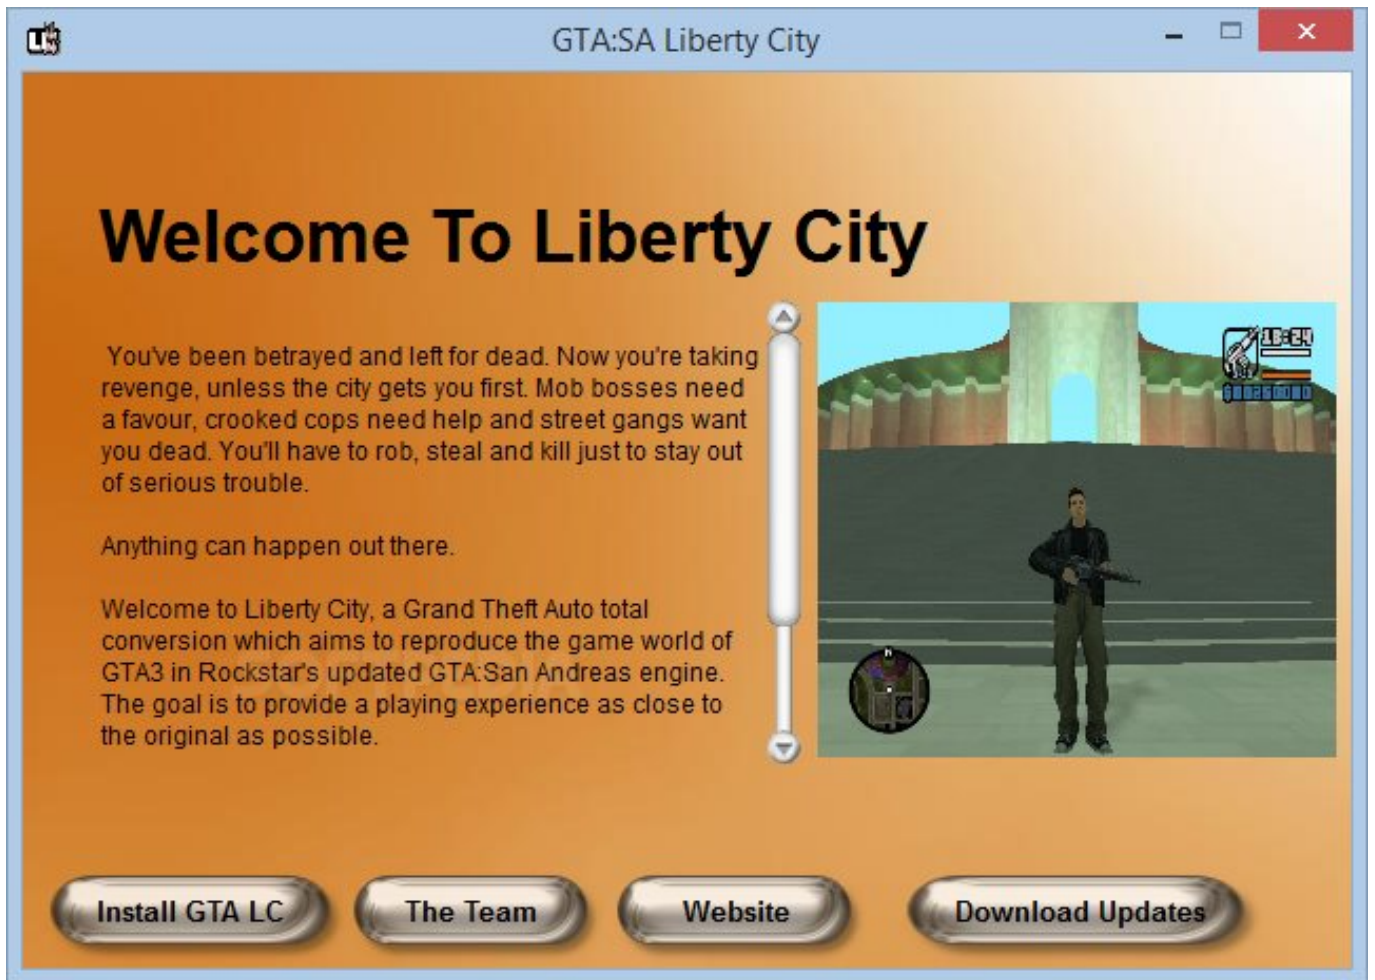 GTA:SA Liberty City
Welcome To Liberty City
You've been betrayed and left for dead. Now you're taking
revenge, unless the city gets you first. Mob bosses need
a favour, crooked cops need help and street gangs want
you dead. You'll have to rob, steal and kill just to stay out
of serious trouble.
Anything can happen out there.
Welcome to Liberty City, a Grand Theft Auto total
conversion which aims to reproduce the game world of
GTA3 in Rockstar's updated GTA:San Andreas engine.
The goal is to provide a playing experience as close to
the original as possible.
18:24
N
Install GTA LC
The Team
Website
Download Updates